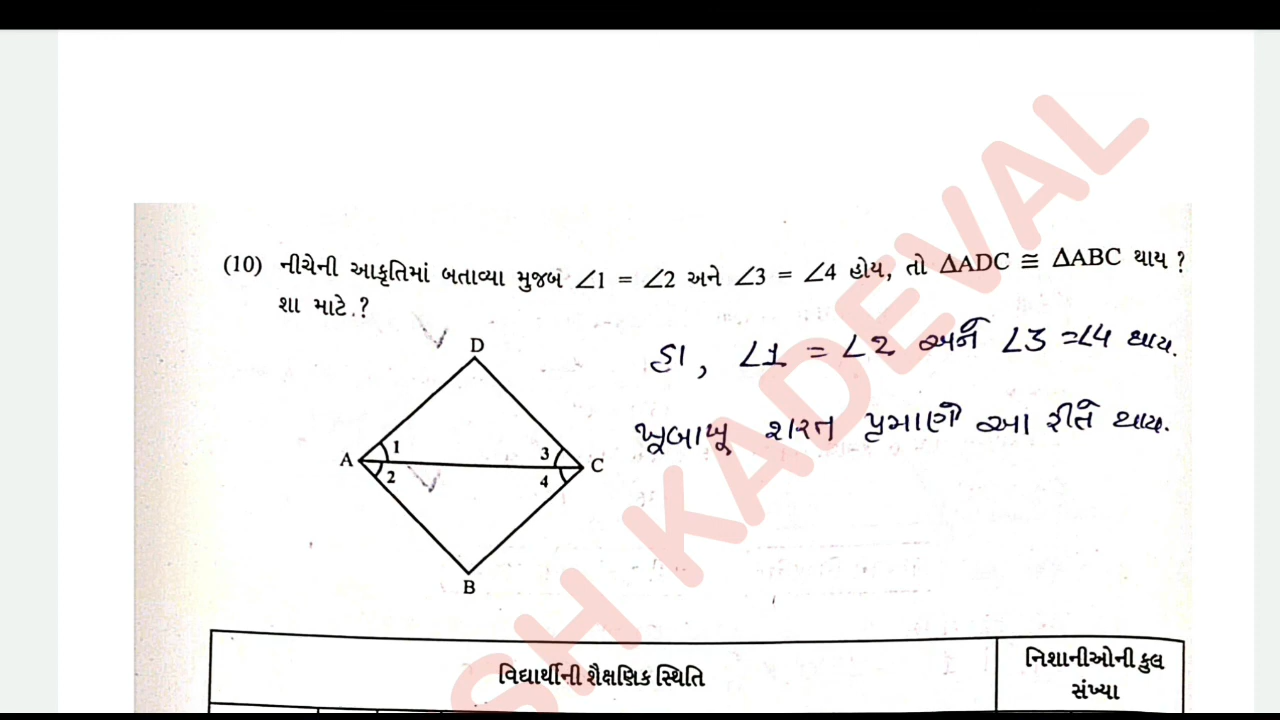 (10) નીચેની આકૃતિમાં બતાવ્યા મુજબ ∠1 = ∠2 અને ∠3 = ∠4 હોય, તો ΔADC ≅ ΔABC થાય ?
શા માટે.?
હા, ∠1 = ∠2 અને ∠3 = ∠4 થાય.
ખૂબાખૂ શરત પ્રમાણે આ રીતે થાય.
D
A 1 3 C
2 4
B
SH KADEVAL
વિદ્યાર્થીની શૈક્ષણિક સ્થિતિ
નિશાનીઓની કુલ
સંખ્યા